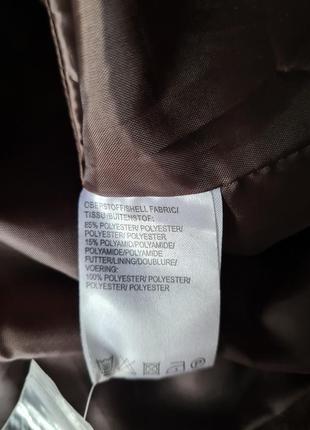 OBERSTOFF/SHELL FABRIC/
TISSU/BUITENSTOF:
85% POLYESTER/ POLYESTER/
POLYESTER/ POLYESTER
15% POLYAMID/POLYAMIDE/
POLYAMIDE/POLYAMIDE
FUTTER/LINING/DOUBLURE/
VOERING:
100% POLYESTER/ POLYESTER/
POLYESTER/ POLYESTER